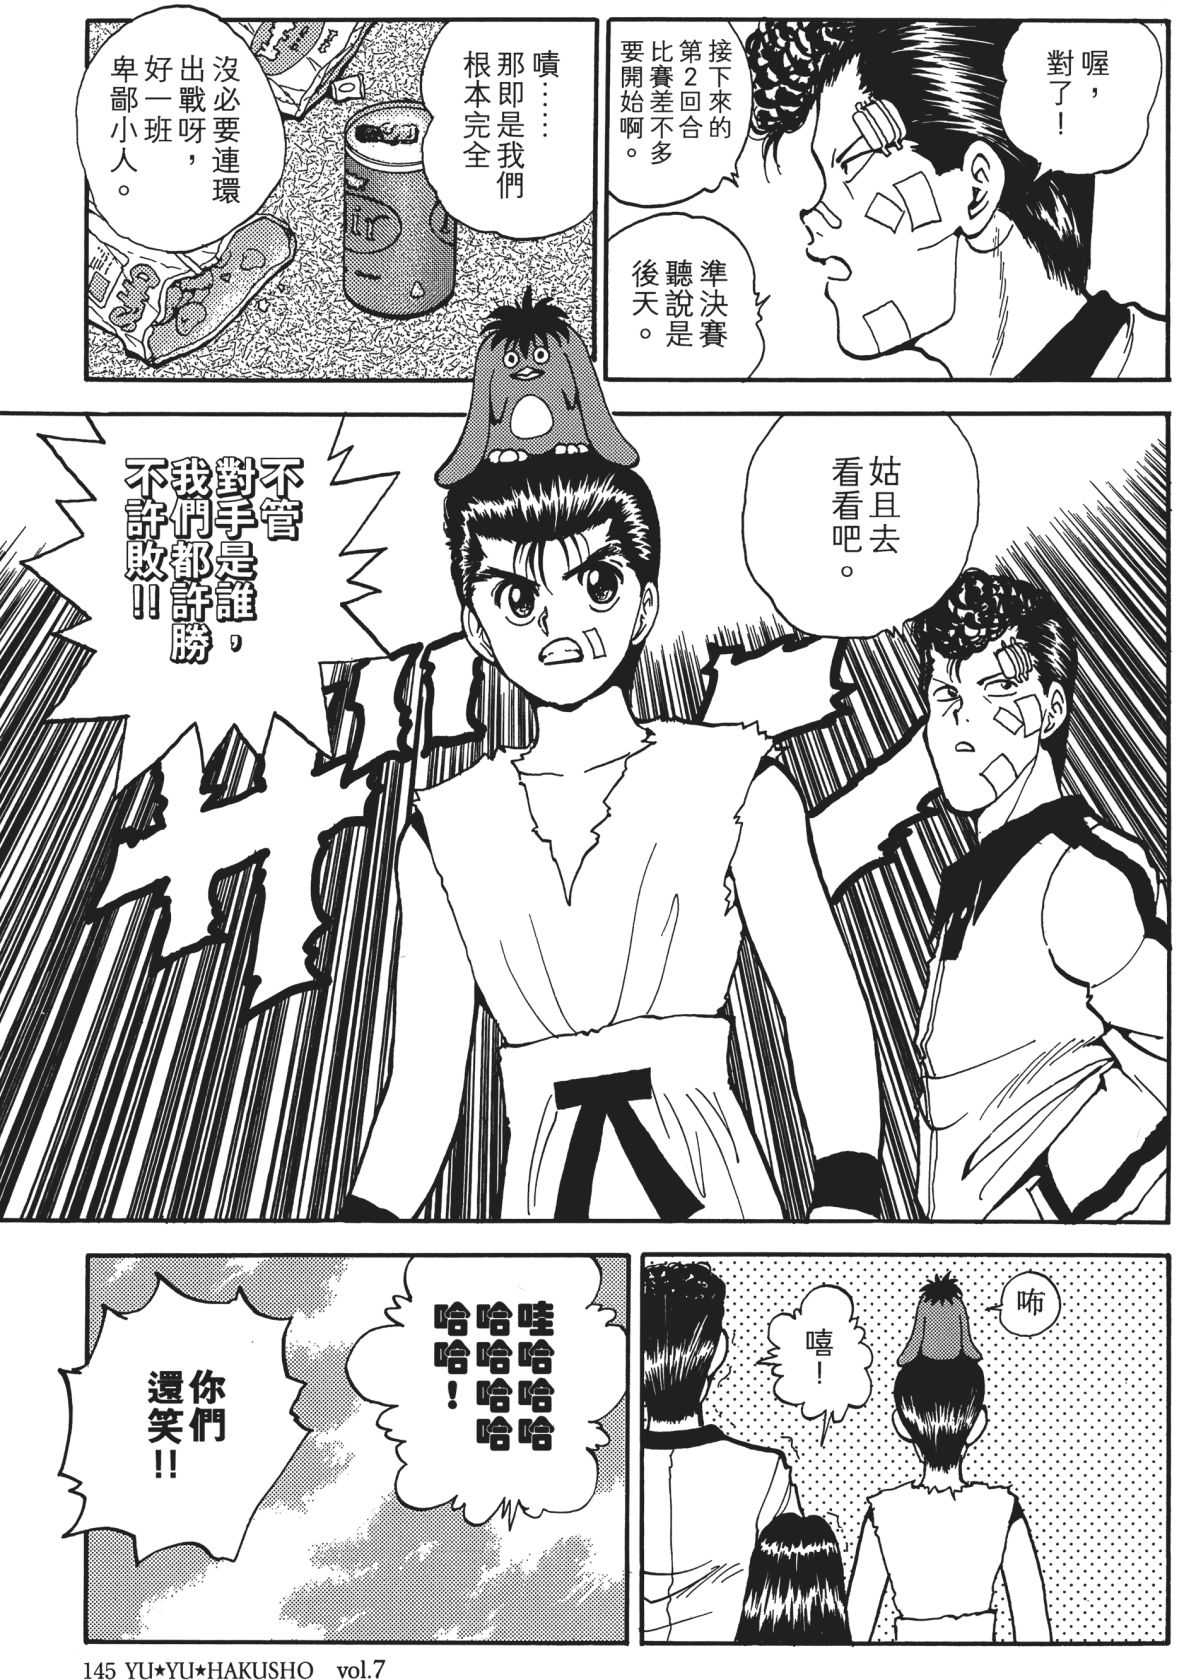 喔，
對了！
接下來的
第2回合
比賽差不多
要開始啊。
準決賽
聽說是
後天。
嘖……
那即是我們
根本完全
沒必要連環
出戰呀，
好一班
卑鄙小人。
姑且去
看看吧。
不管
對手是誰，
我們都許勝
不許敗!!
咘
嘻！
哇哈哈哈
哈哈哈哈
哈哈！
你們
還笑!!
145 YU★YU★HAKUSHO vol.7